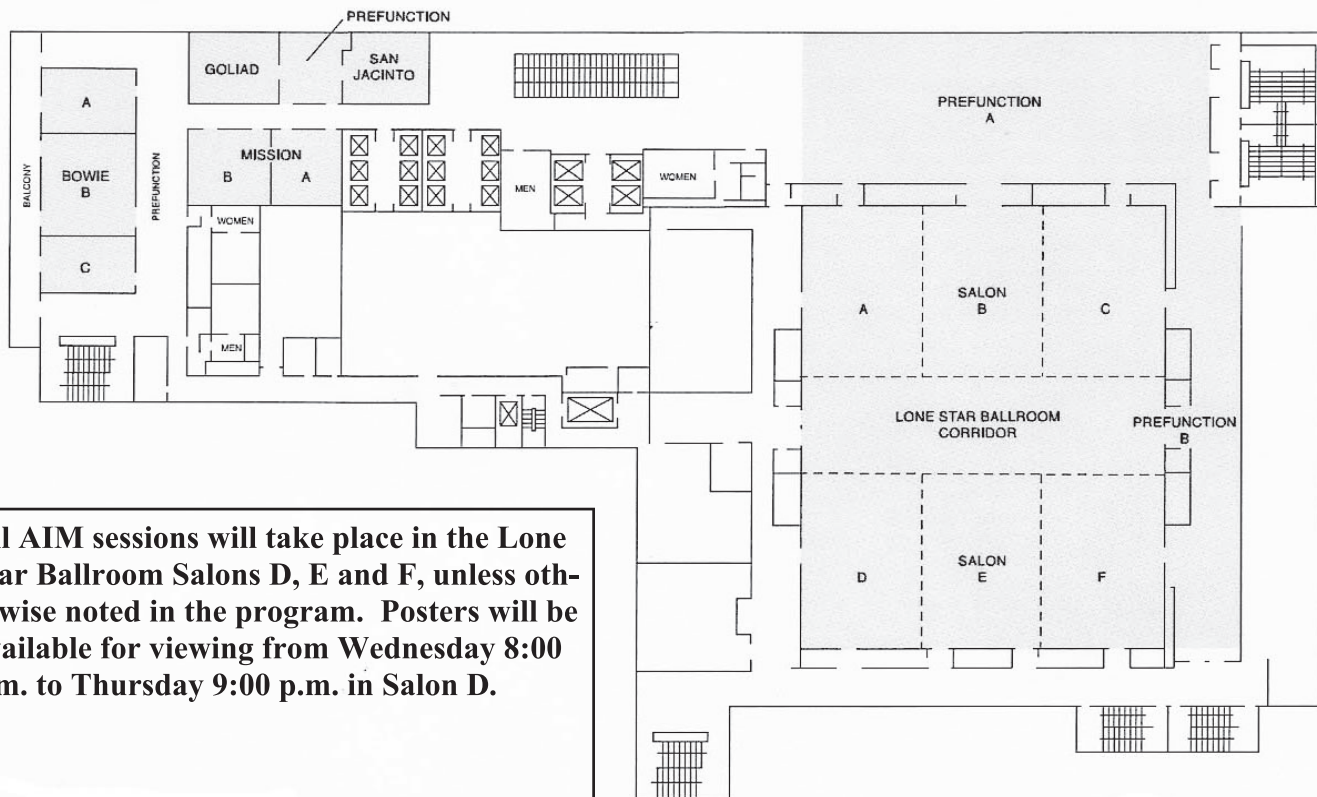 PREFUNCTION
GOLIAD
SAN
JACINTO
A
BOWIE
B
C
BALCONY
PREFUNCTION
MISSION
B
A
WOMEN
MEN
MEN
WOMEN
PREFUNCTION
A
A
SALON
B
C
LONE STAR BALLROOM
CORRIDOR
PREFUNCTION
B
D
SALON
E
F
l AIM sessions will take place in the Lone
ar Ballroom Salons D, E and F, unless oth-
wise noted in the program. Posters will be
ailable for viewing from Wednesday 8:00
m. to Thursday 9:00 p.m. in Salon D.